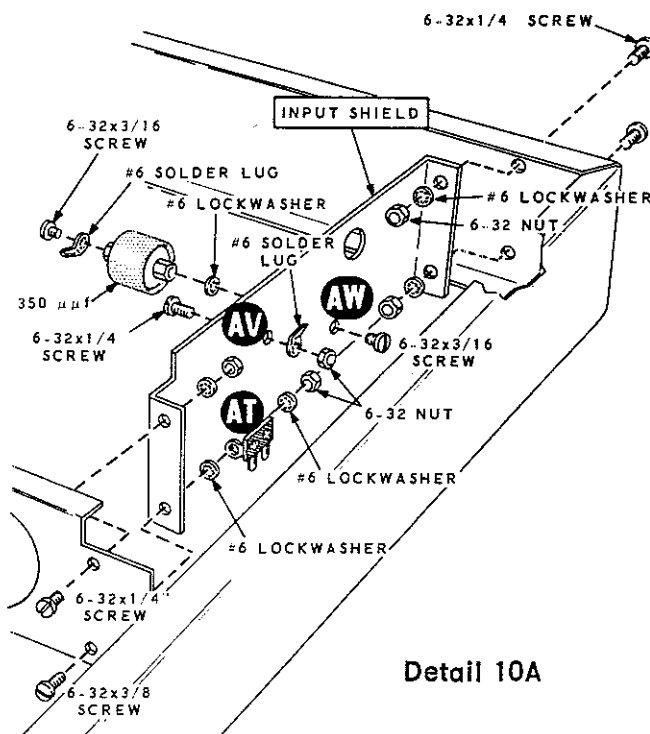 6-32x1/4 SCREW
INPUT SHIELD
6-32x3/16
SCREW
#6 SOLDER LUG
#6 LOCKWASHER
#6 LOCKWASHER
6-32 NUT
#6 SOLDER
LUG
350 μμf
AV
AW
6-32x1/4
SCREW
6-32x3/16
SCREW
AT
6-32 NUT
#6 LOCKWASHER
#6 LOCKWASHER
6-32x1/4"
SCREW
Detail 10A
6-32x3/8
SCREW